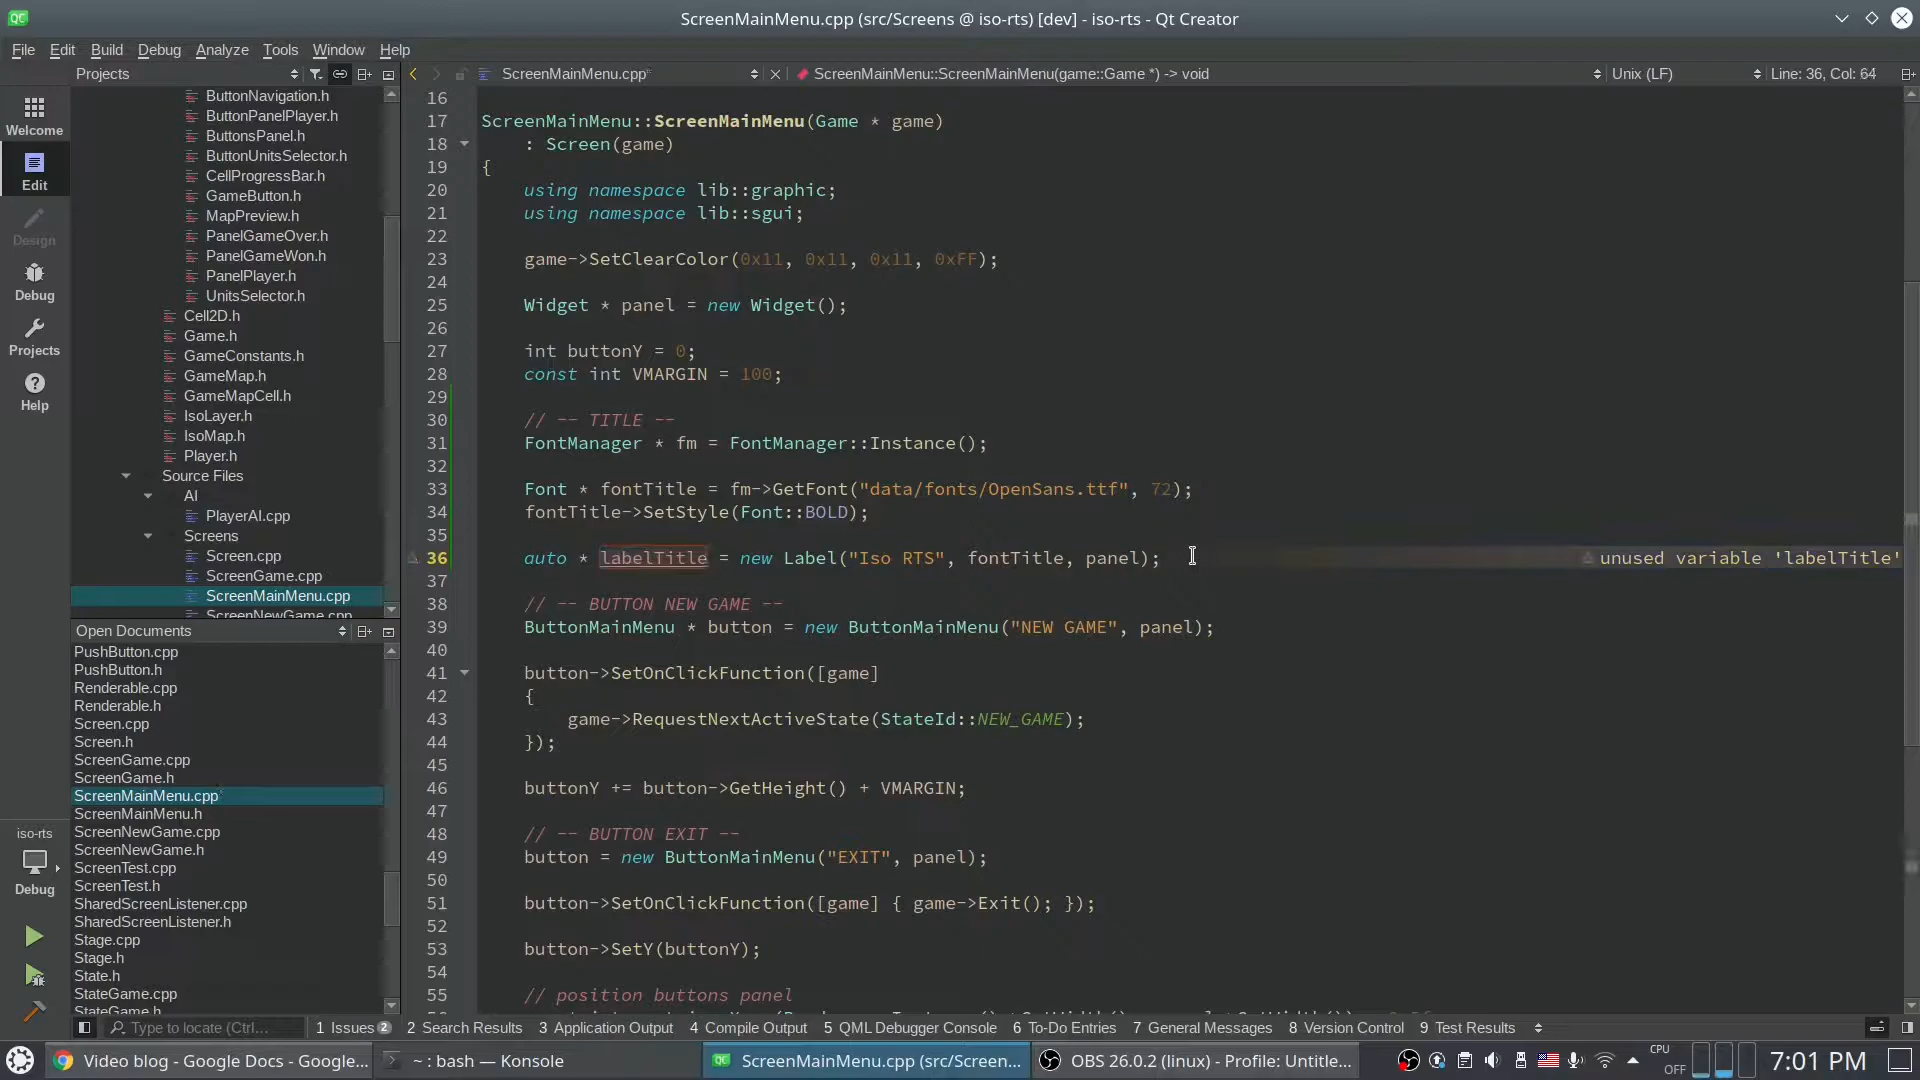 ScreenMainMenu.cpp (src/Screens @ iso-rts) [dev] - iso-rts - Qt Creator
File Edit Build Debug Analyze Tools Window Help
Projects
ScreenMainMenu.cpp*
ScreenMainMenu::ScreenMainMenu(game::Game *) -> void
Unix (LF)
Line: 36, Col: 64
Welcome
Edit
Design
Debug
Projects
Help
iso-rts
Debug
ButtonNavigation.h
ButtonPanelPlayer.h
ButtonsPanel.h
ButtonUnitsSelector.h
CellProgressBar.h
GameButton.h
MapPreview.h
PanelGameOver.h
PanelGameWon.h
PanelPlayer.h
UnitsSelector.h
Cell2D.h
Game.h
GameConstants.h
GameMap.h
GameMapCell.h
IsoLayer.h
IsoMap.h
Player.h
Source Files
AI
PlayerAI.cpp
Screens
Screen.cpp
ScreenGame.cpp
ScreenMainMenu.cpp
ScreenNewGame.cpp
Open Documents
PushButton.cpp
PushButton.h
Renderable.cpp
Renderable.h
Screen.cpp
Screen.h
ScreenGame.cpp
ScreenGame.h
ScreenMainMenu.cpp*
ScreenMainMenu.h
ScreenNewGame.cpp
ScreenNewGame.h
ScreenTest.cpp
ScreenTest.h
SharedScreenListener.cpp
SharedScreenListener.h
Stage.cpp
Stage.h
State.h
StateGame.cpp
StateGame.h
16
17 ScreenMainMenu::ScreenMainMenu(Game * game)
18 : Screen(game)
19 {
20 using namespace lib::graphic;
21 using namespace lib::sgui;
22
23 game->SetClearColor(0x11, 0x11, 0x11, 0xFF);
24
25 Widget * panel = new Widget();
26
27 int buttonY = 0;
28 const int VMARGIN = 100;
29
30 // -- TITLE --
31 FontManager * fm = FontManager::Instance();
32
33 Font * fontTitle = fm->GetFont("data/fonts/OpenSans.ttf", 72);
34 fontTitle->SetStyle(Font::BOLD);
35
36 auto * labelTitle = new Label("Iso RTS", fontTitle, panel); unused variable 'labelTitle'
37
38 // -- BUTTON NEW GAME --
39 ButtonMainMenu * button = new ButtonMainMenu("NEW GAME", panel);
40
41 button->SetOnClickFunction([game]
42 {
43 game->RequestNextActiveState(StateId::NEW_GAME);
44 });
45
46 buttonY += button->GetHeight() + VMARGIN;
47
48 // -- BUTTON EXIT --
49 button = new ButtonMainMenu("EXIT", panel);
50
51 button->SetOnClickFunction([game] { game->Exit(); });
52
53 button->SetY(buttonY);
54
55 // position buttons panel
Type to locate (Ctrl...
1 Issues 2 2 Search Results 3 Application Output 4 Compile Output 5 QML Debugger Console 6 To-Do Entries 7 General Messages 8 Version Control 9 Test Results
Video blog - Google Docs - Google...
~ : bash — Konsole
ScreenMainMenu.cpp (src/Screen...
OBS 26.0.2 (linux) - Profile: Untitle...
CPU
OFF
7:01 PM